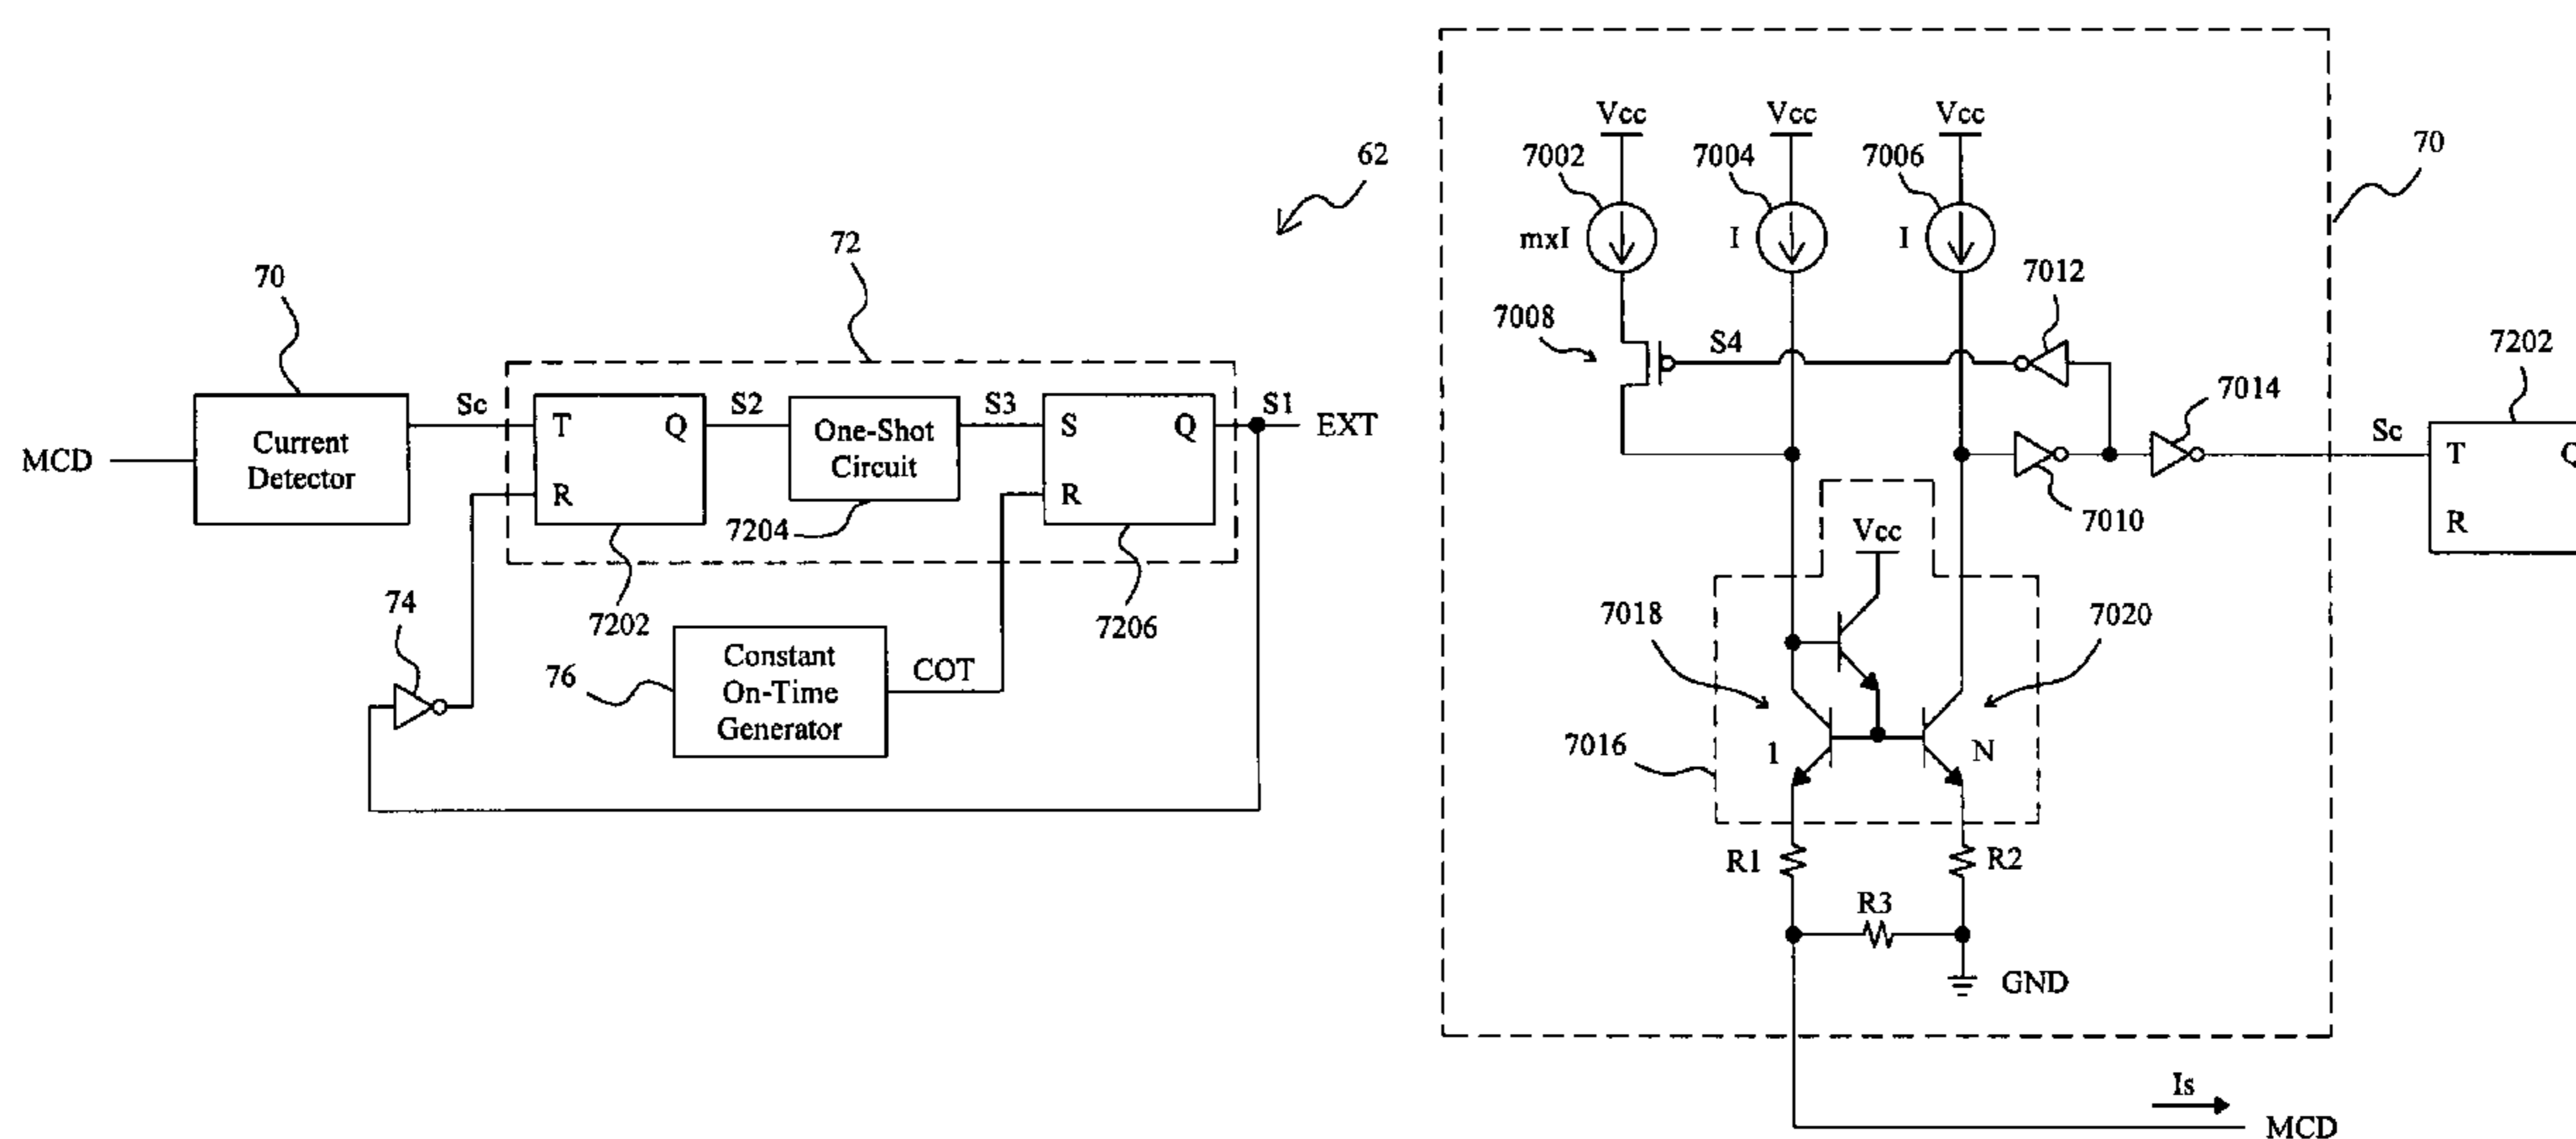 62
72
70
MCD
Current
Detector
Sc
T
Q
R
S2
One-Shot
Circuit
7204
S3
S
Q
R
S1
EXT
7202
7206
74
76
Constant
On-Time
Generator
COT
70
Vcc
Vcc
Vcc
7002
7004
7006
mxI
I
I
7012
7008
S4
7014
7202
Sc
T
Q
R
7010
Vcc
7018
7020
7016
1
N
R1
R2
R3
GND
Is
MCD